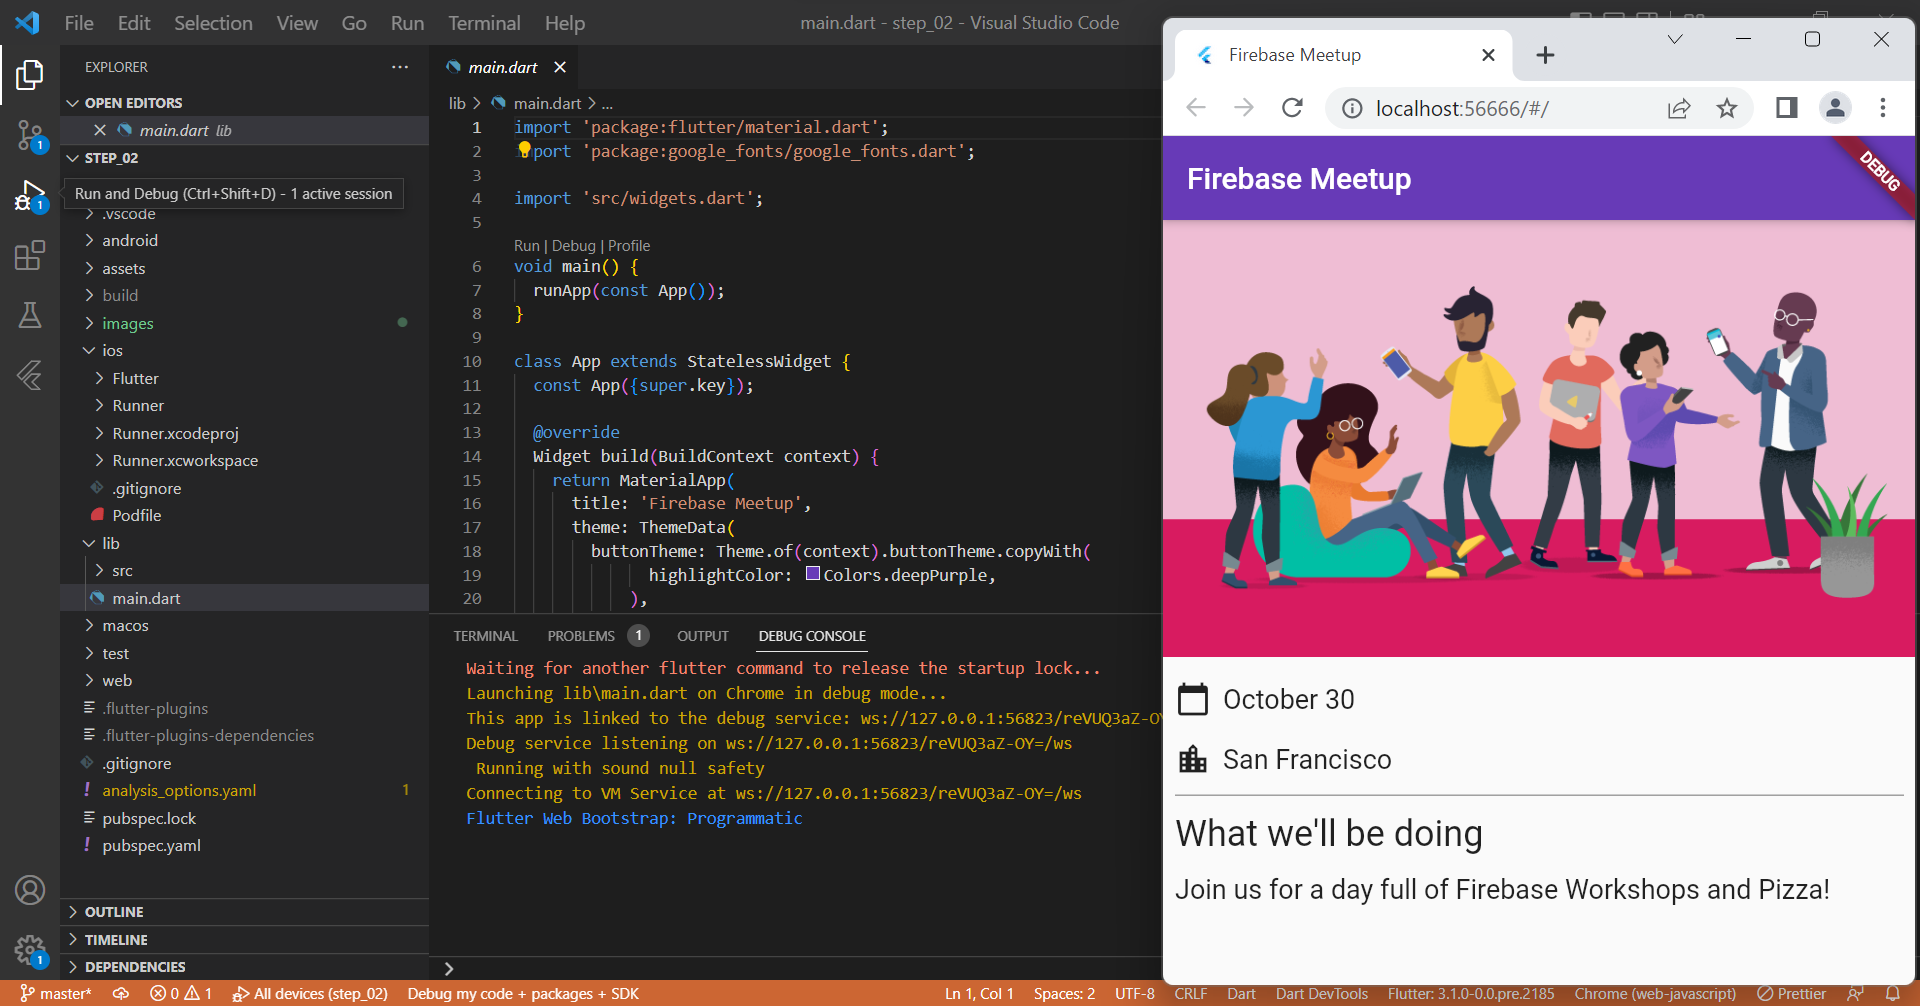 File Edit Selection View Go Run Terminal Help
main.dart - step_02 - Visual Studio Code
EXPLORER
OPEN EDITORS
main.dart lib
1
STEP_02
Run and Debug (Ctrl+Shift+D) - 1 active session
1
.vscode
android
assets
build
images
ios
Flutter
Runner
Runner.xcodeproj
Runner.xcworkspace
.gitignore
Podfile
lib
src
main.dart
macos
test
web
.flutter-plugins
.flutter-plugins-dependencies
.gitignore
analysis_options.yaml 1
pubspec.lock
pubspec.yaml
OUTLINE
TIMELINE
1
DEPENDENCIES
main.dart
lib > main.dart > ...
1 import 'package:flutter/material.dart';
2 port 'package:google_fonts/google_fonts.dart';
3
4 import 'src/widgets.dart';
5
Run | Debug | Profile
6 void main() {
7 runApp(const App());
8 }
9
10 class App extends StatelessWidget {
11 const App({super.key});
12
13 @override
14 Widget build(BuildContext context) {
15 return MaterialApp(
16 title: 'Firebase Meetup',
17 theme: ThemeData(
18 buttonTheme: Theme.of(context).buttonTheme.copyWith(
19 highlightColor: Colors.deepPurple,
20 ),
TERMINAL PROBLEMS 1 OUTPUT DEBUG CONSOLE
Waiting for another flutter command to release the startup lock...
Launching lib\main.dart on Chrome in debug mode...
This app is linked to the debug service: ws://127.0.0.1:56823/reVUQ3aZ-OY
Debug service listening on ws://127.0.0.1:56823/reVUQ3aZ-OY=/ws
Running with sound null safety
Connecting to VM Service at ws://127.0.0.1:56823/reVUQ3aZ-OY=/ws
Flutter Web Bootstrap: Programmatic
Firebase Meetup
localhost:56666/#/
Firebase Meetup
DEBUG
October 30
San Francisco
What we'll be doing
Join us for a day full of Firebase Workshops and Pizza!
master* 0 1 All devices (step_02) Debug my code + packages + SDK Ln 1, Col 1 Spaces: 2 UTF-8 CRLF Dart Dart DevTools Flutter: 3.1.0-0.0.pre.2185 Chrome (web-javascript) Prettier